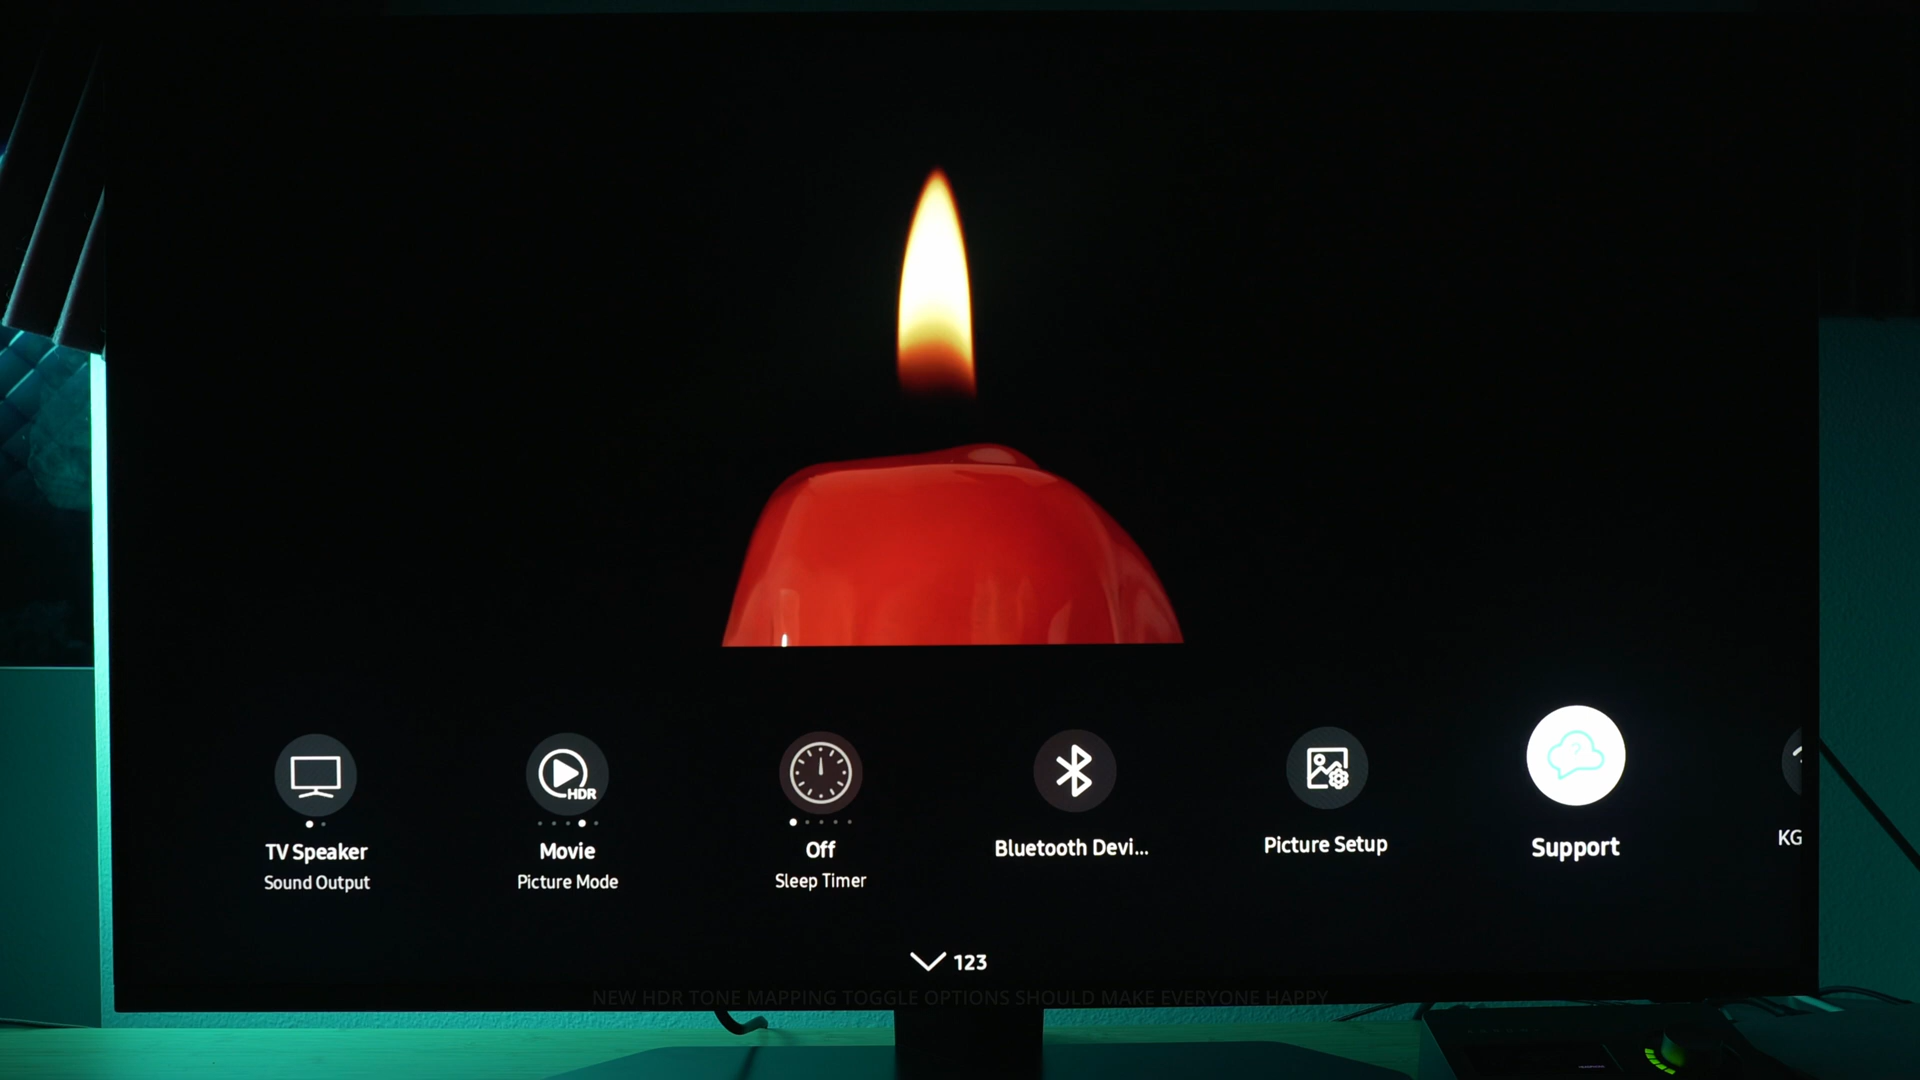 HDR
TV Speaker
Sound Output
Movie
Picture Mode
Off
Sleep Timer
Bluetooth Devi...
Picture Setup
?
Support
KG
123
NEW HDR TONE MAPPING TOGGLE OPTIONS SHOULD MAKE EVERYONE HAPPY